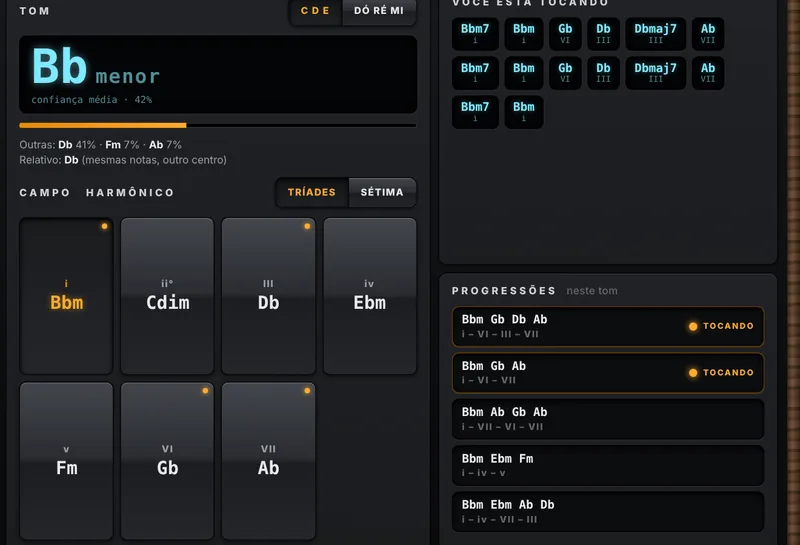 TOM
C D E
DÓ RÉ MI
Bb menor
confiança média · 42%
Outras: Db 41% · Fm 7% · Ab 7%
Relativo: Db (mesmas notas, outro centro)
CAMPO HARMÔNICO
TRÍADES
SÉTIMA
i
Bbm
ii°
Cdim
III
Db
iv
Ebm
v
Fm
VI
Gb
VII
Ab
VOCÊ ESTÁ TOCANDO
Bbm7 Bbm Gb Db Dbmaj7 Ab
i i VI III III VII
Bbm7 Bbm Gb Db Dbmaj7 Ab
i i VI III III VII
Bbm7 Bbm
i i
PROGRESSÕES neste tom
Bbm Gb Db Ab
i – VI – III – VII
TOCANDO
Bbm Gb Ab
i – VI – VII
TOCANDO
Bbm Ab Gb Ab
i – VII – VI – VII
Bbm Ebm Fm
i – iv – v
Bbm Ebm Ab Db
i – iv – VII – III